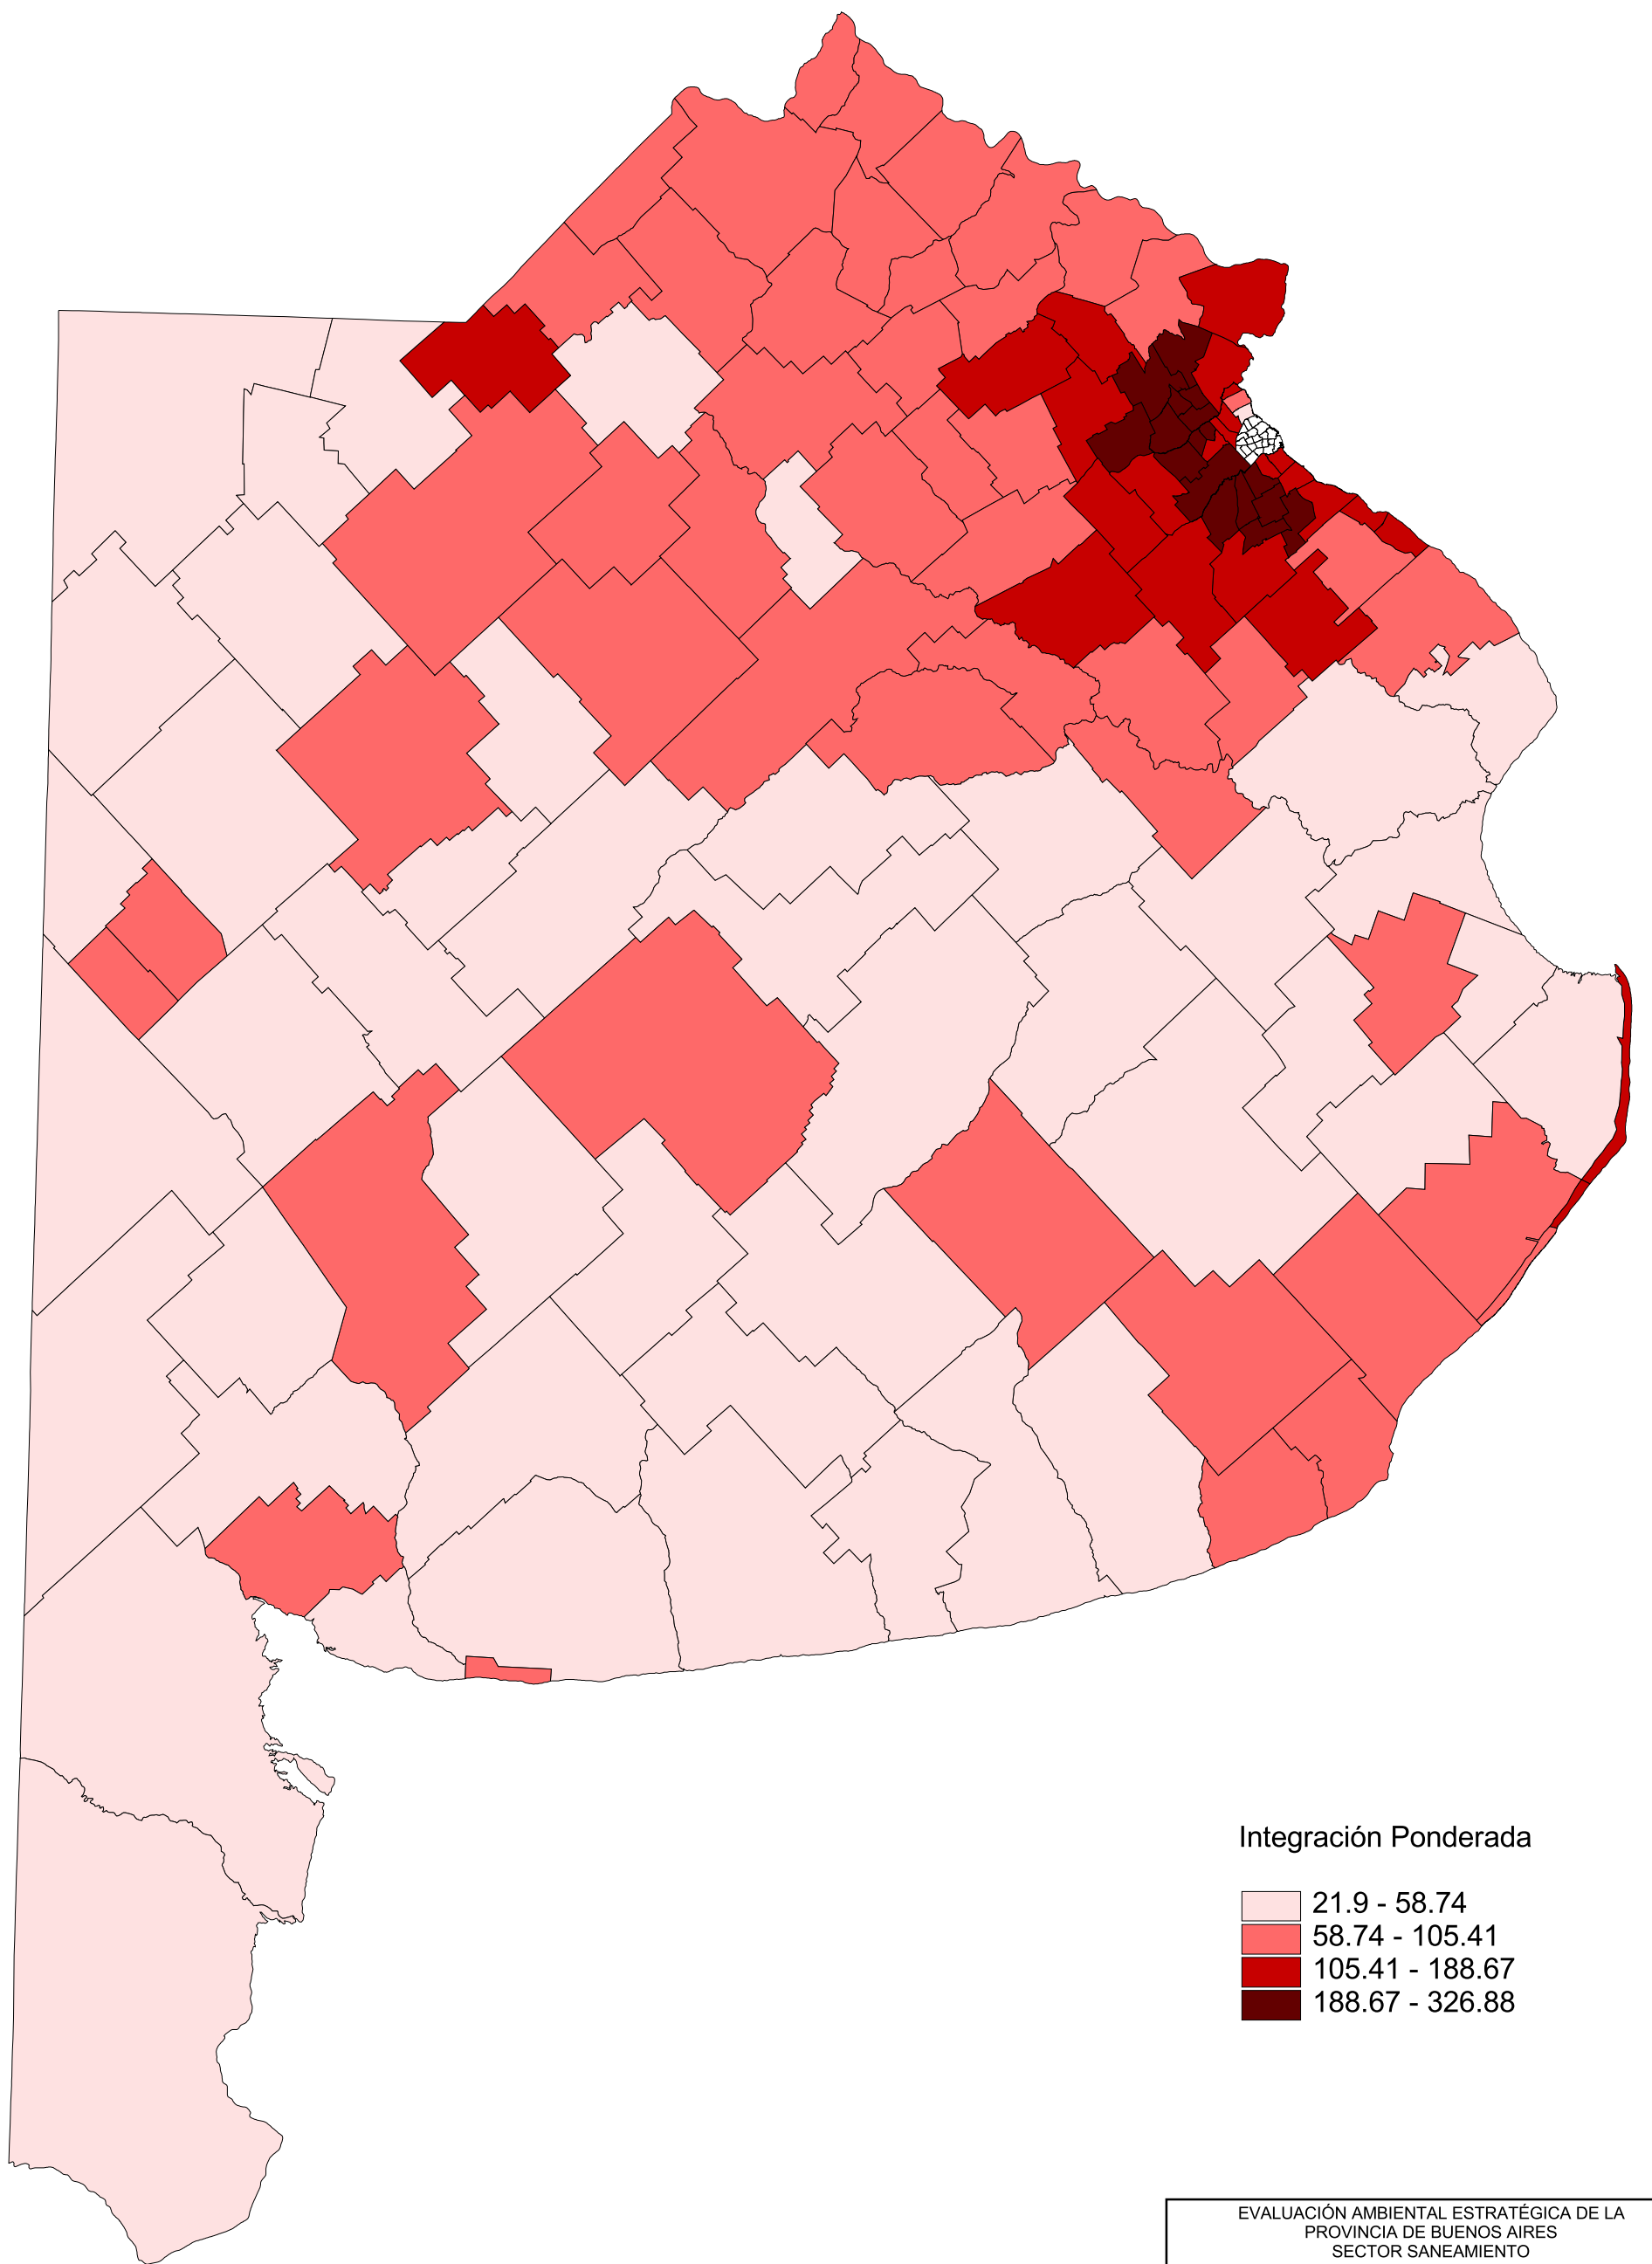 Integración Ponderada
21.9 - 58.74
58.74 - 105.41
105.41 - 188.67
188.67 - 326.88
EVALUACIÓN AMBIENTAL ESTRATÉGICA DE LA
PROVINCIA DE BUENOS AIRES
SECTOR SANEAMIENTO